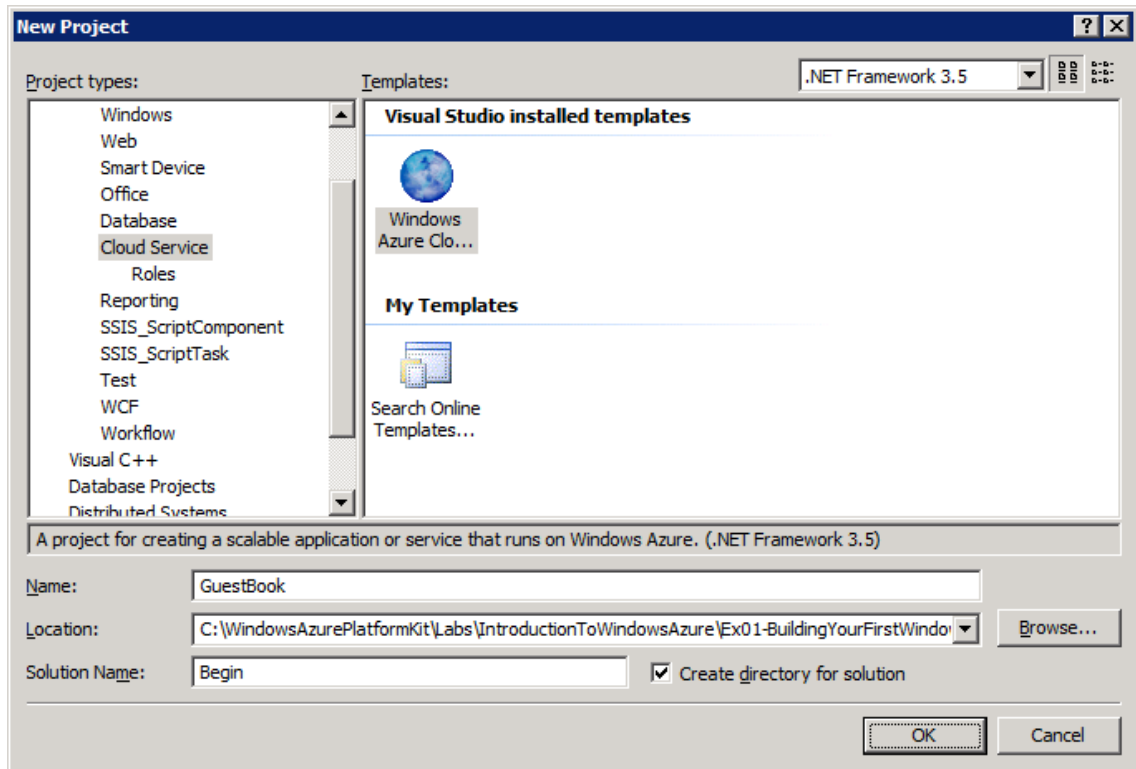 New Project
Project types:
Templates:
.NET Framework 3.5
Windows
Web
Smart Device
Office
Database
Cloud Service
Roles
Reporting
SSIS_ScriptComponent
SSIS_ScriptTask
Test
WCF
Workflow
Visual C++
Database Projects
Distributed Systems
Visual Studio installed templates
Windows
Azure Clo...
My Templates
Search Online
Templates...
A project for creating a scalable application or service that runs on Windows Azure. (.NET Framework 3.5)
Name:
GuestBook
Location:
C:\WindowsAzurePlatformKit\Labs\IntroductionToWindowsAzure\Ex01-BuildingYourFirstWindow
Browse...
Solution Name:
Begin
Create directory for solution
OK
Cancel